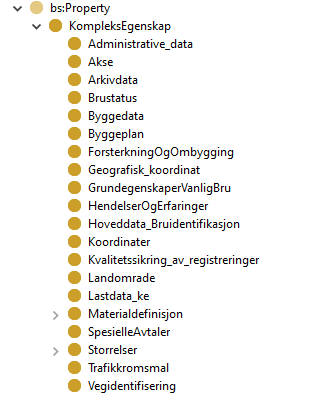 bs:Property
KompleksEgenskap
Administrative_data
Akse
Arkivdata
Brustatus
Byggedata
Byggeplan
ForsterkningOgOmbygging
Geografisk_koordinat
GrundegenskaperVanligBru
HendelserOgErfaringer
Hoveddata_Bruidentifikasjon
Koordinater
Kvalitetssikring_av_registreringer
Landomrade
Lastdata_ke
Materialdefinisjon
SpesielleAvtaler
Storrelser
Trafikkromsmal
Vegidentifisering